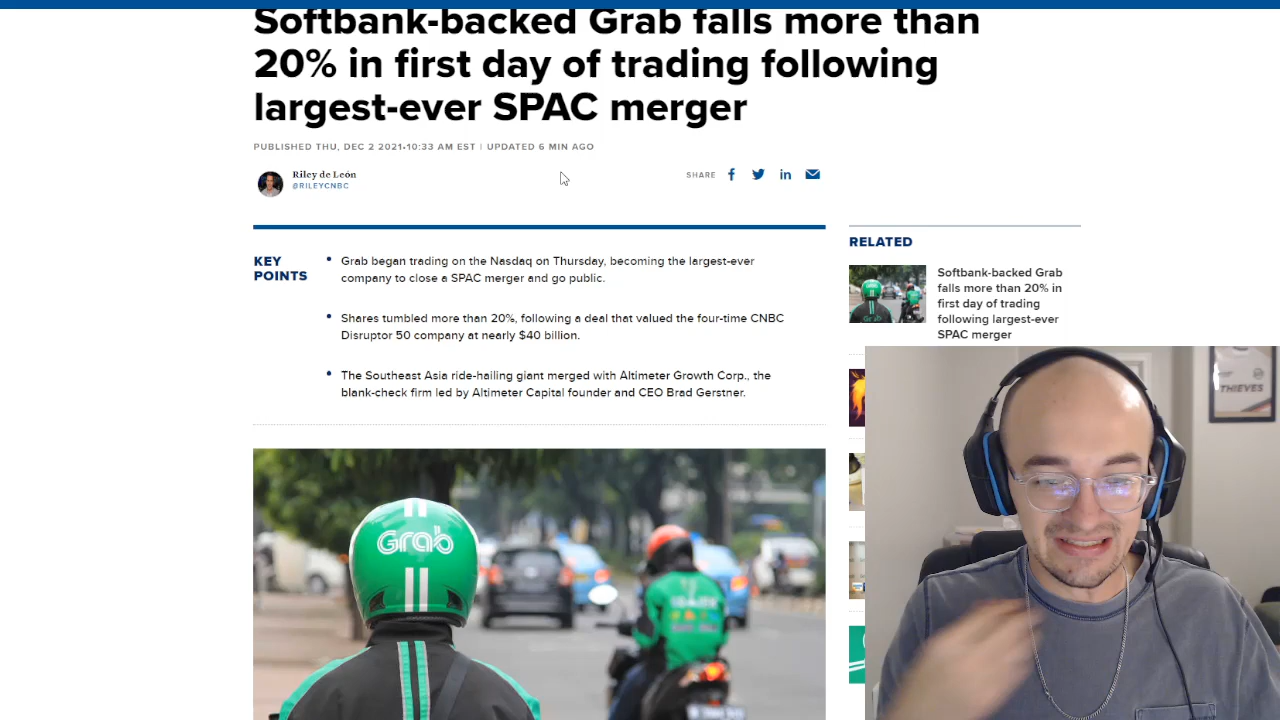 Softbank-backed Grab falls more than
20% in first day of trading following
largest-ever SPAC merger
PUBLISHED THU, DEC 2 2021•10:33 AM EST | UPDATED 6 MIN AGO
Riley de León
@RILEYCNBC
SHARE
KEY
POINTS
Grab began trading on the Nasdaq on Thursday, becoming the largest-ever
company to close a SPAC merger and go public.
Shares tumbled more than 20%, following a deal that valued the four-time CNBC
Disruptor 50 company at nearly $40 billion.
The Southeast Asia ride-hailing giant merged with Altimeter Growth Corp., the
blank-check firm led by Altimeter Capital founder and CEO Brad Gerstner.
RELATED
Softbank-backed Grab
falls more than 20% in
first day of trading
following largest-ever
SPAC merger
Grab
THIEVES